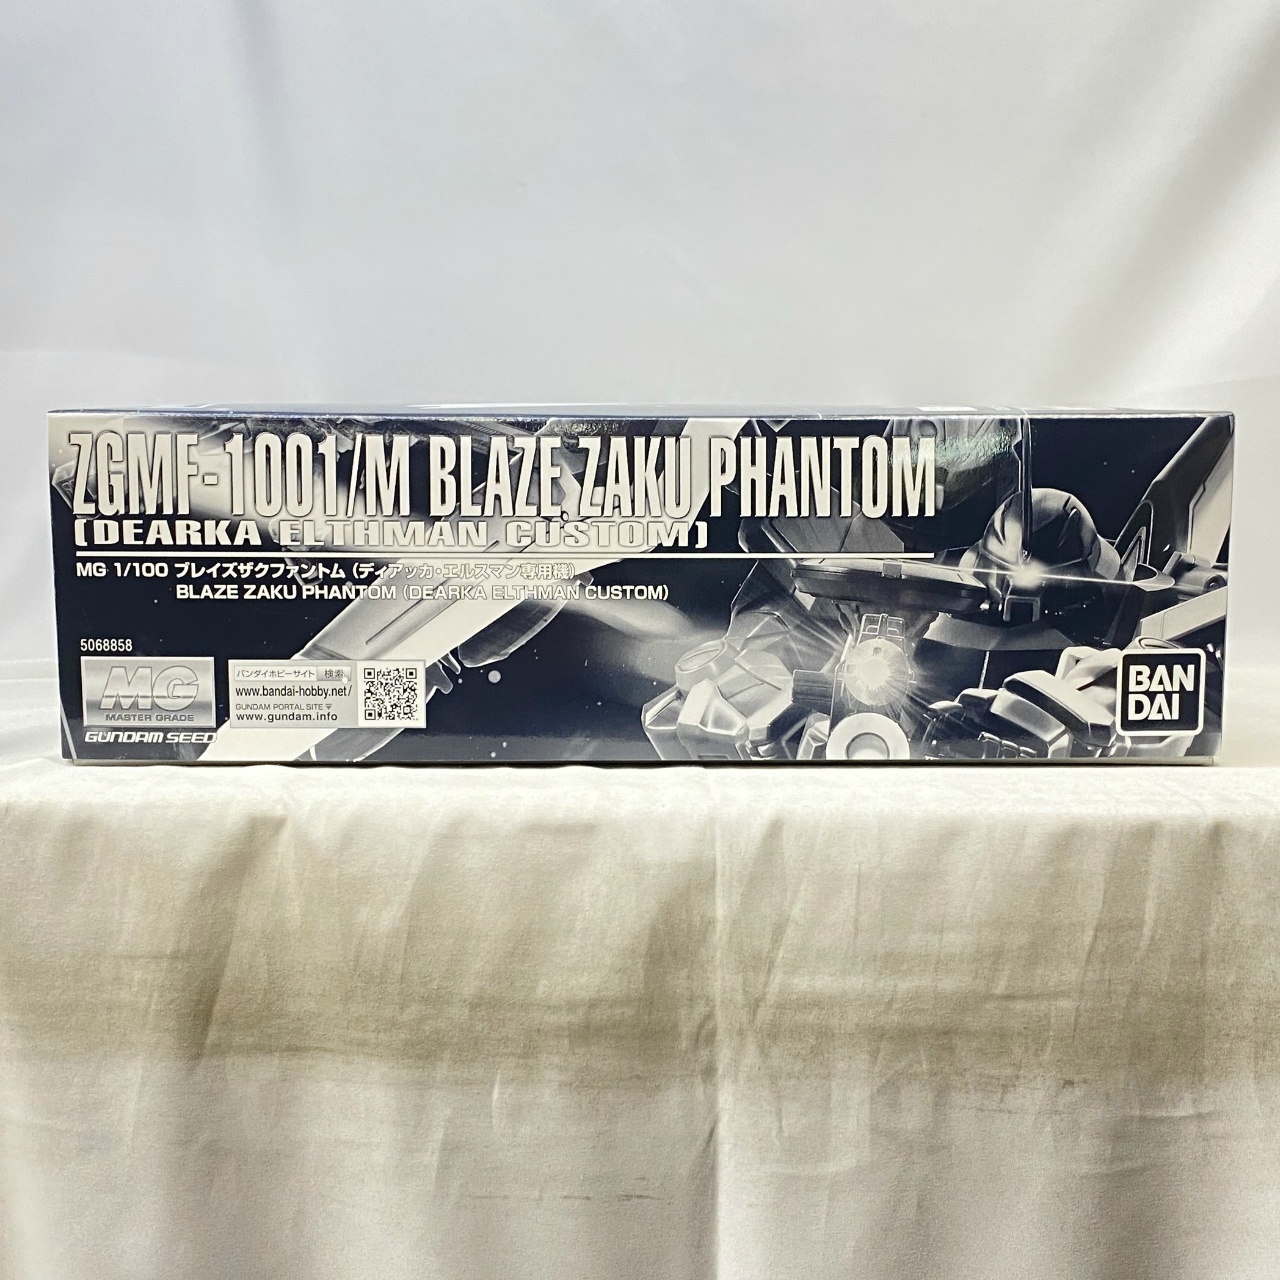 ZGMF-1001/M BLAZE ZAKU PHANTOM
[DEARKA ELTHMAN CUSTOM]
MG 1/100 ブレイズザクファントム（ディアッカ・エルスマン専用機）
BLAZE ZAKU PHANTOM (DEARKA ELTHMAN CUSTOM)
5068858
MG
MASTER GRADE
GUNDAM SEED
バンダイホビーサイト 検索
www.bandai-hobby.net/
GUNDAM PORTAL SITE
www.gundam.info
BAN
DAI